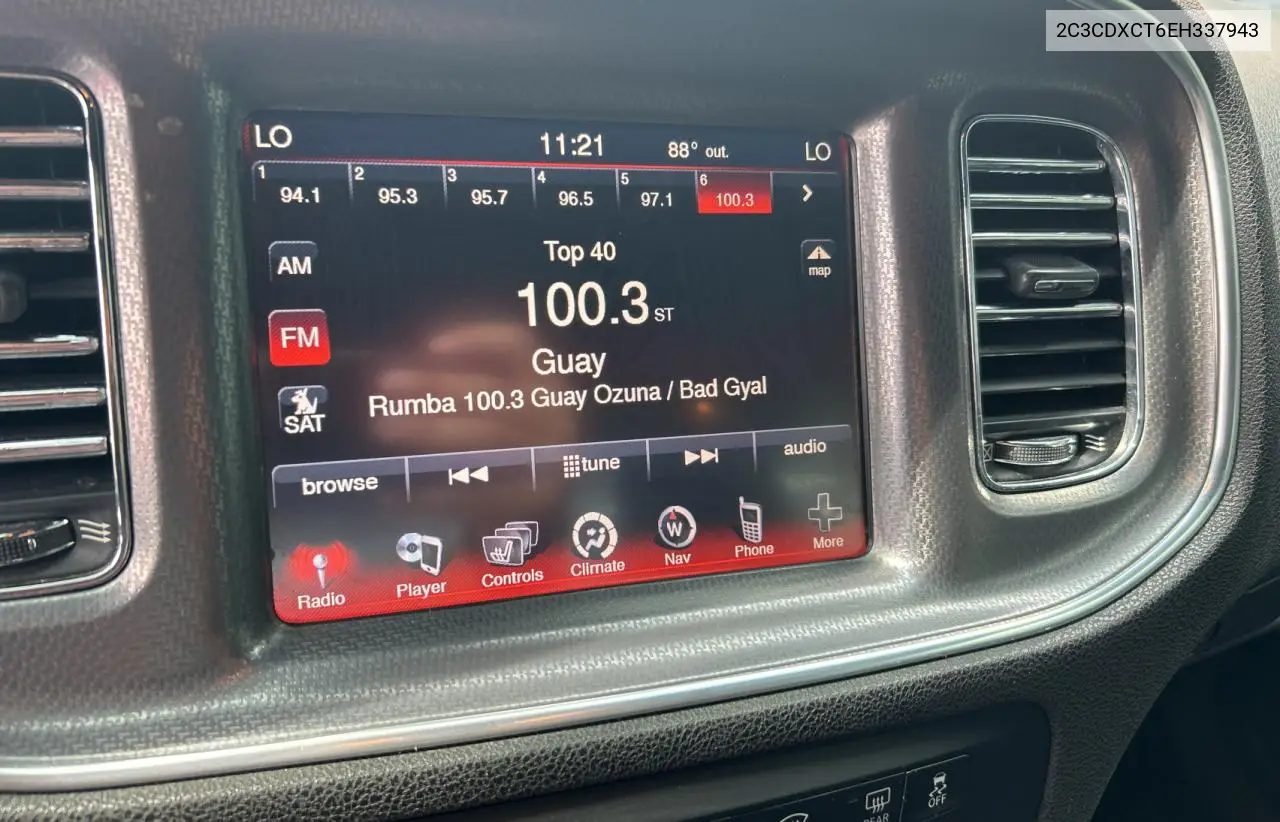 2C3CDXCT6EH337943
LO 11:21 88° out. LO
1 94.1 2 95.3 3 95.7 4 96.5 5 97.1 6 100.3
Top 40
AM
map
100.3 ST
FM
Guay
Rumba 100.3 Guay Ozuna / Bad Gyal
SAT
browse tune audio
Radio Player Controls Climate W Nav Phone More
REAR
OFF